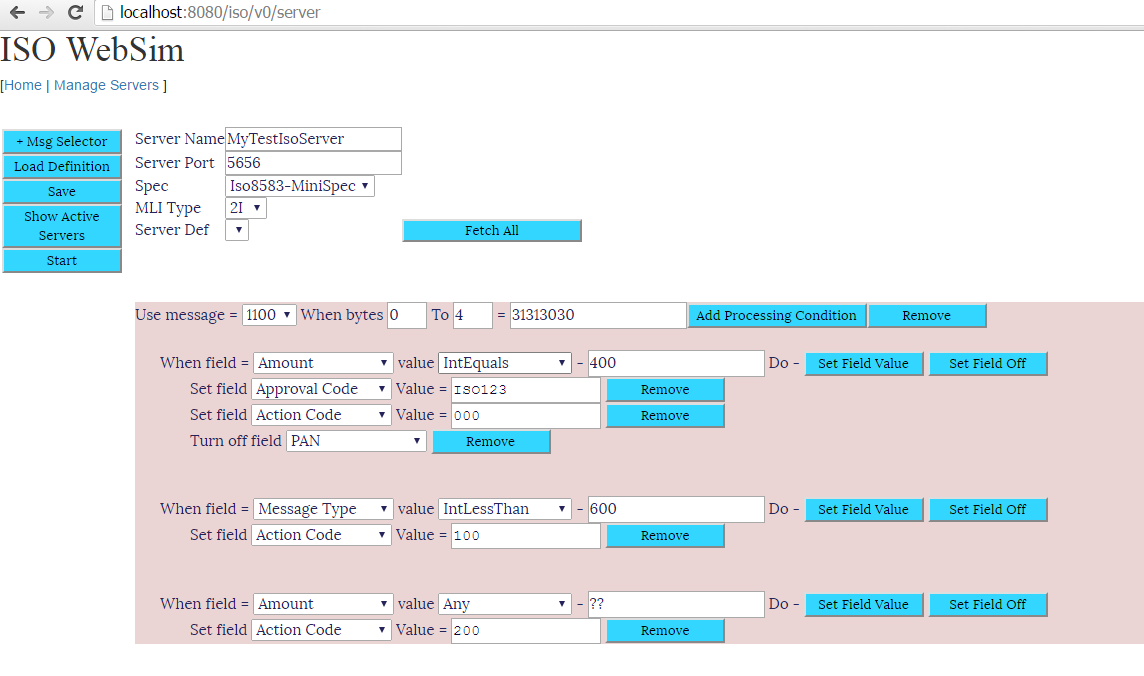 localhost:8080/iso/v0/server
ISO WebSim
[Home | Manage Servers ]
+ Msg Selector
Load Definition
Save
Show Active
Servers
Start
Server Name MyTestIsoServer
Server Port 5656
Spec Iso8583-MiniSpec
MLI Type 2I
Server Def Fetch All
Use message = 1100 When bytes 0 To 4 = 31313030 Add Processing Condition Remove
When field = Amount value IntEquals - 400 Do - Set Field Value Set Field Off
Set field Approval Code Value = ISO123 Remove
Set field Action Code Value = 000 Remove
Turn off field PAN Remove
When field = Message Type value IntLessThan - 600 Do - Set Field Value Set Field Off
Set field Action Code Value = 100 Remove
When field = Amount value Any - ?? Do - Set Field Value Set Field Off
Set field Action Code Value = 200 Remove